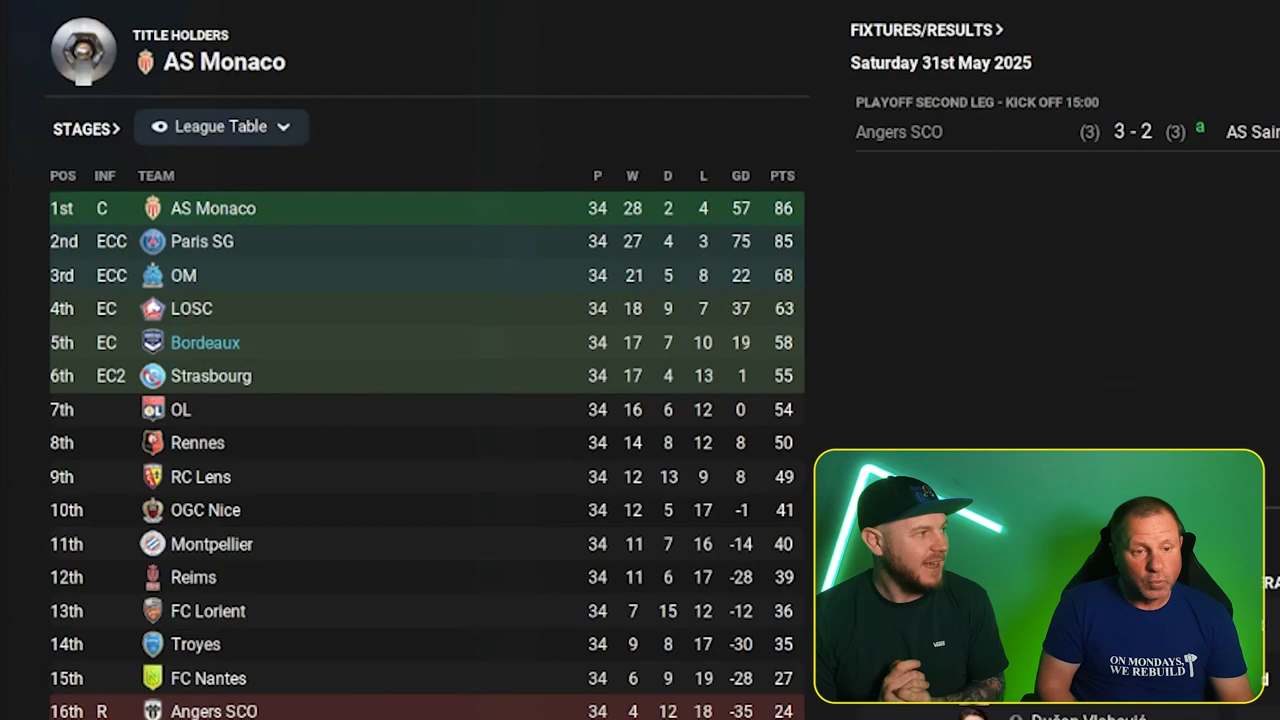 TITLE HOLDERS
AS Monaco
STAGES> League Table
POS INF TEAM P W D L GD PTS
1st C AS Monaco 34 28 2 4 57 86
2nd ECC Paris SG 34 27 4 3 75 85
3rd ECC OM 34 21 5 8 22 68
4th EC LOSC 34 18 9 7 37 63
5th EC Bordeaux 34 17 7 10 19 58
6th EC2 Strasbourg 34 17 4 13 1 55
7th OL 34 16 6 12 0 54
8th Rennes 34 14 8 12 8 50
9th RC Lens 34 12 13 9 8 49
10th OGC Nice 34 12 5 17 -1 41
11th Montpellier 34 11 7 16 -14 40
12th Reims 34 11 6 17 -28 39
13th FC Lorient 34 7 15 12 -12 36
14th Troyes 34 9 8 17 -30 35
15th FC Nantes 34 6 9 19 -28 27
16th R Angers SCO 34 4 12 18 -35 24
FIXTURES/RESULTS>
Saturday 31st May 2025
PLAYOFF SECOND LEG - KICK OFF 15:00
Angers SCO (3) 3 - 2 (3) a AS Sai
VANS
ON MONDAYS,
WE REBUILD
Dušan Vlahović